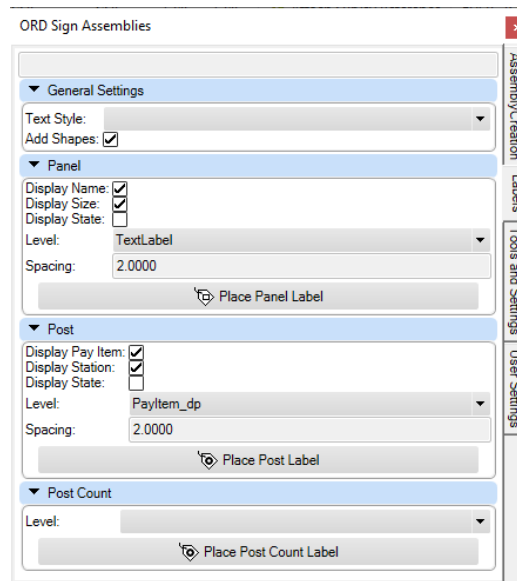 ORD Sign Assemblies
General Settings
Text Style:
Add Shapes:
Panel
Display Name:
Display Size:
Display State:
Level: TextLabel
Spacing: 2.0000
Place Panel Label
Post
Display Pay Item:
Display Station:
Display State:
Level: PayItem_dp
Spacing: 2.0000
Place Post Label
Post Count
Level:
Place Post Count Label
AssemblyCreation
Labels
Tools and Settings
User Settings